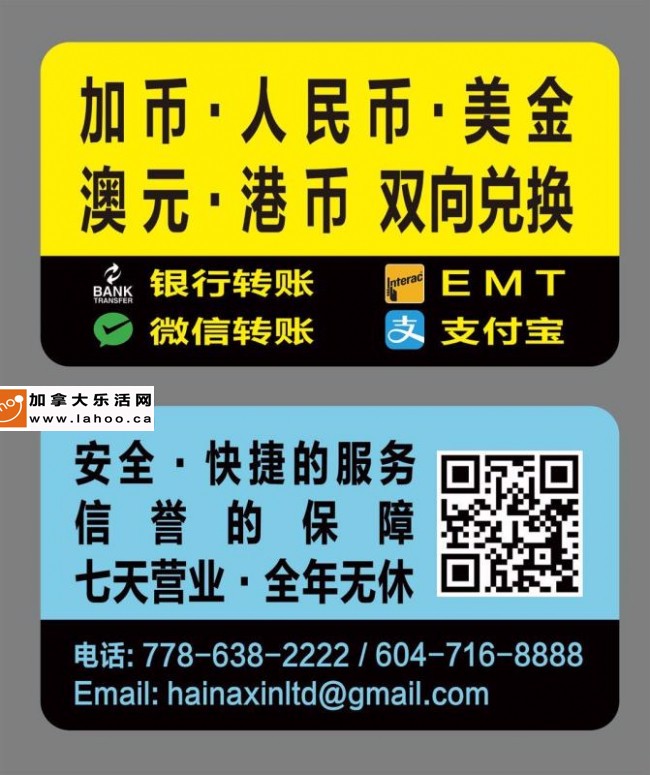 加币·人民币·美金
澳元·港币 双向兑换
BANK TRANSFER 银行转账 Interac EMT
微信转账 支 支付宝
加拿大乐活网
www.lahoo.ca
安全·快捷的服务
信誉的保障
七天营业·全年无休
电话: 778-638-2222 / 604-716-8888
Email: hainaxinltd@gmail.com